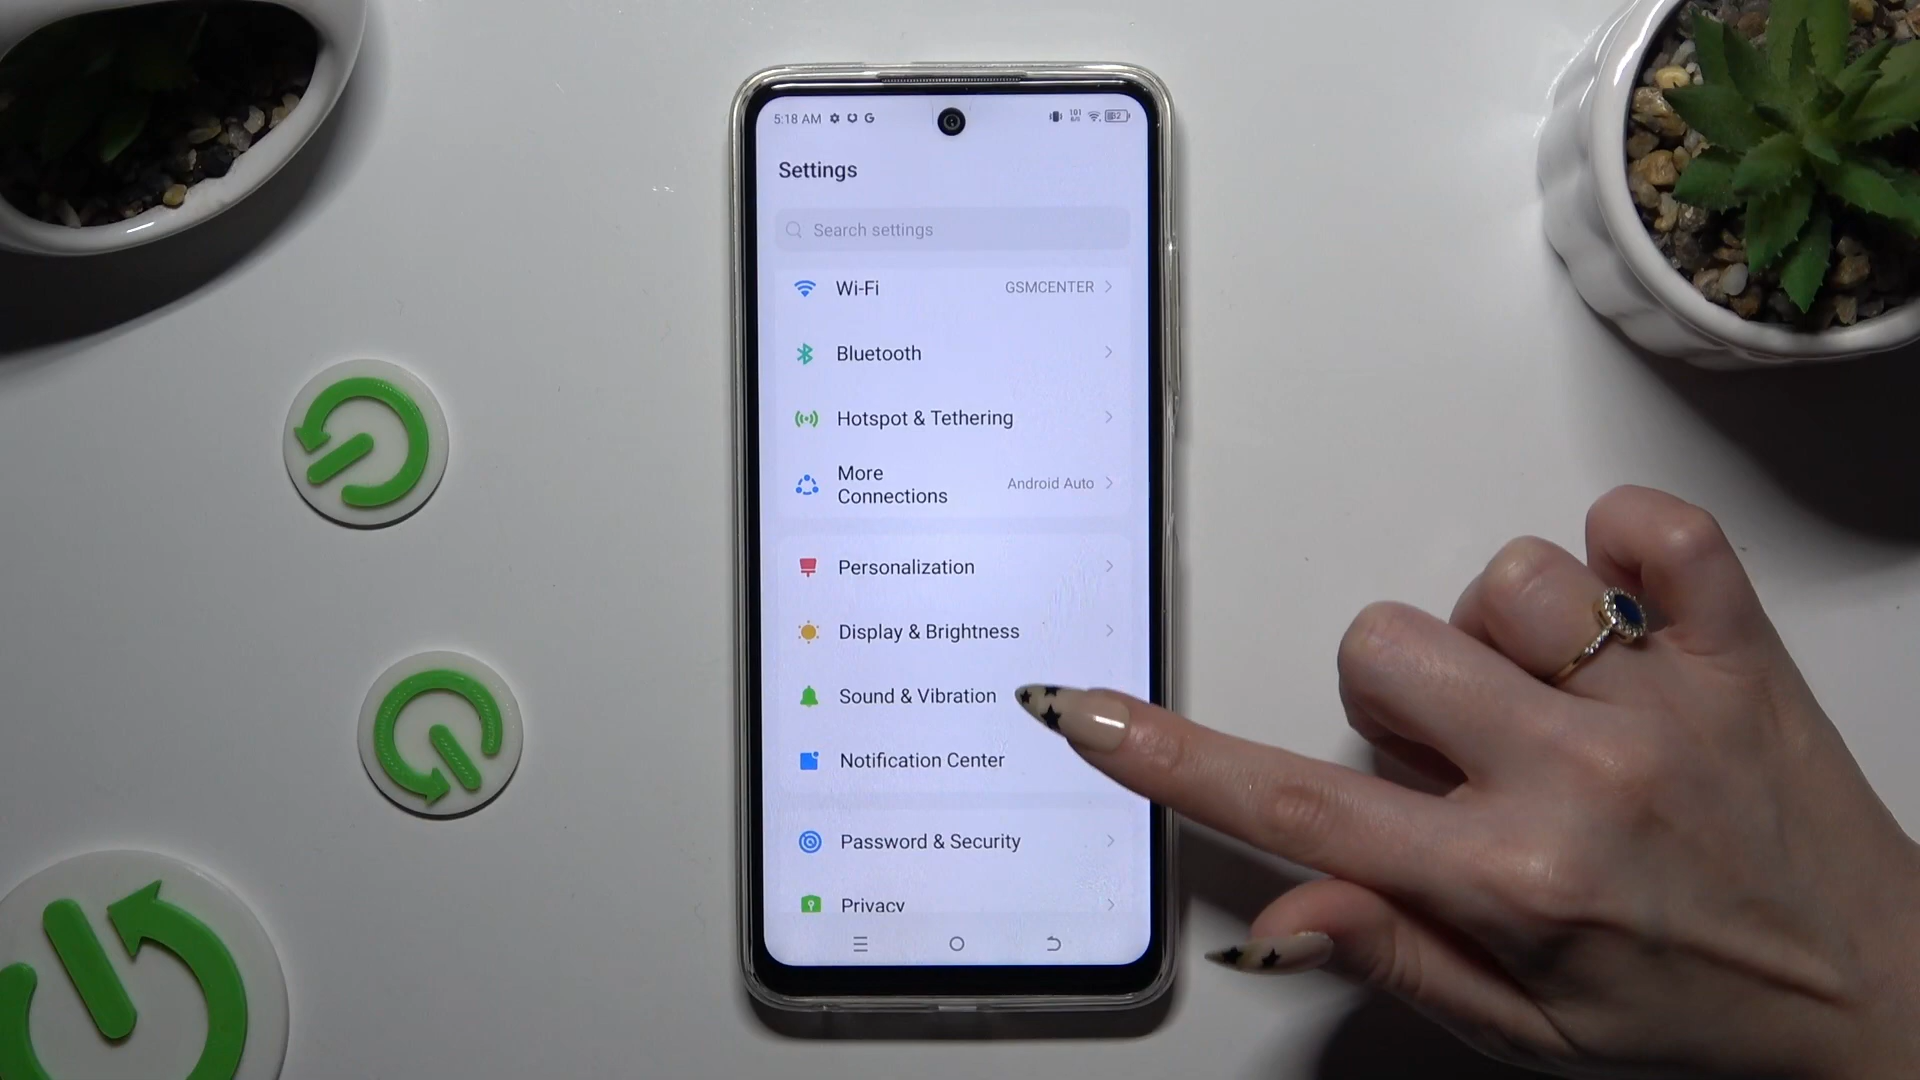 5:18 AM
Settings
Search settings
Wi-Fi GSMCENTER
Bluetooth
Hotspot & Tethering
More
Connections Android Auto
Personalization
Display & Brightness
Sound & Vibration
Notification Center
Password & Security
Privacy